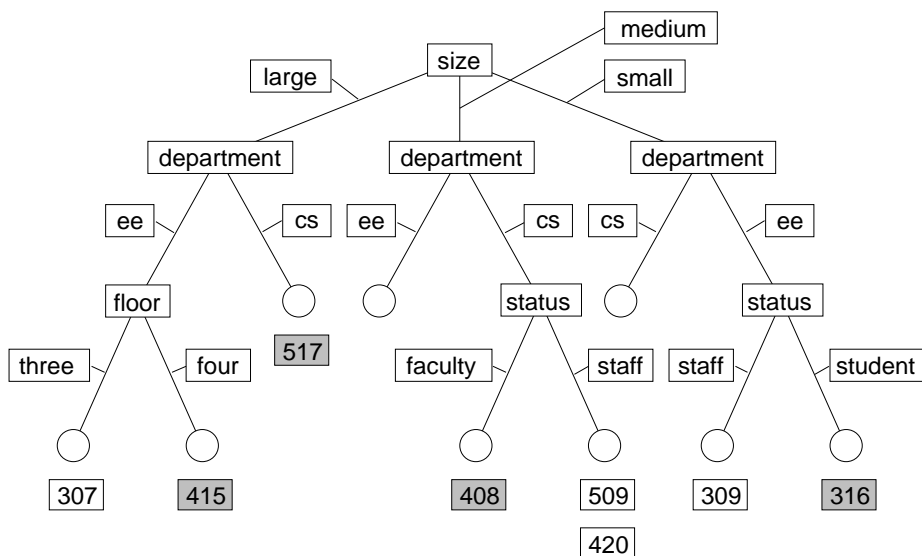 medium
size
large
small
department
department
department
ee
cs
ee
cs
cs
ee
floor
status
status
517
three
four
faculty
staff
staff
student
307
415
408
509
309
316
420